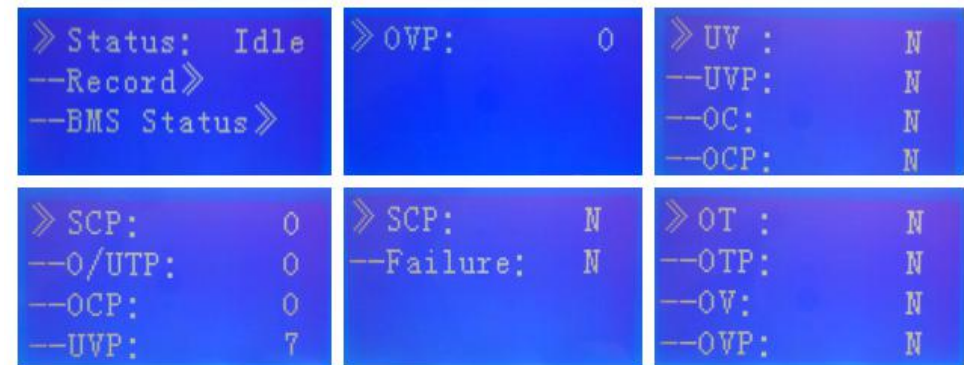 》Status: Idle
--Record》
--BMS Status》
》OVP: 0
》UV : N
--UVP: N
--OC: N
--OCP: N
》SCP: 0
--O/UTP: 0
--OCP: 0
--UVP: 7
》SCP: N
--Failure: N
》OT : N
--OTP: N
--OV: N
--OVP: N